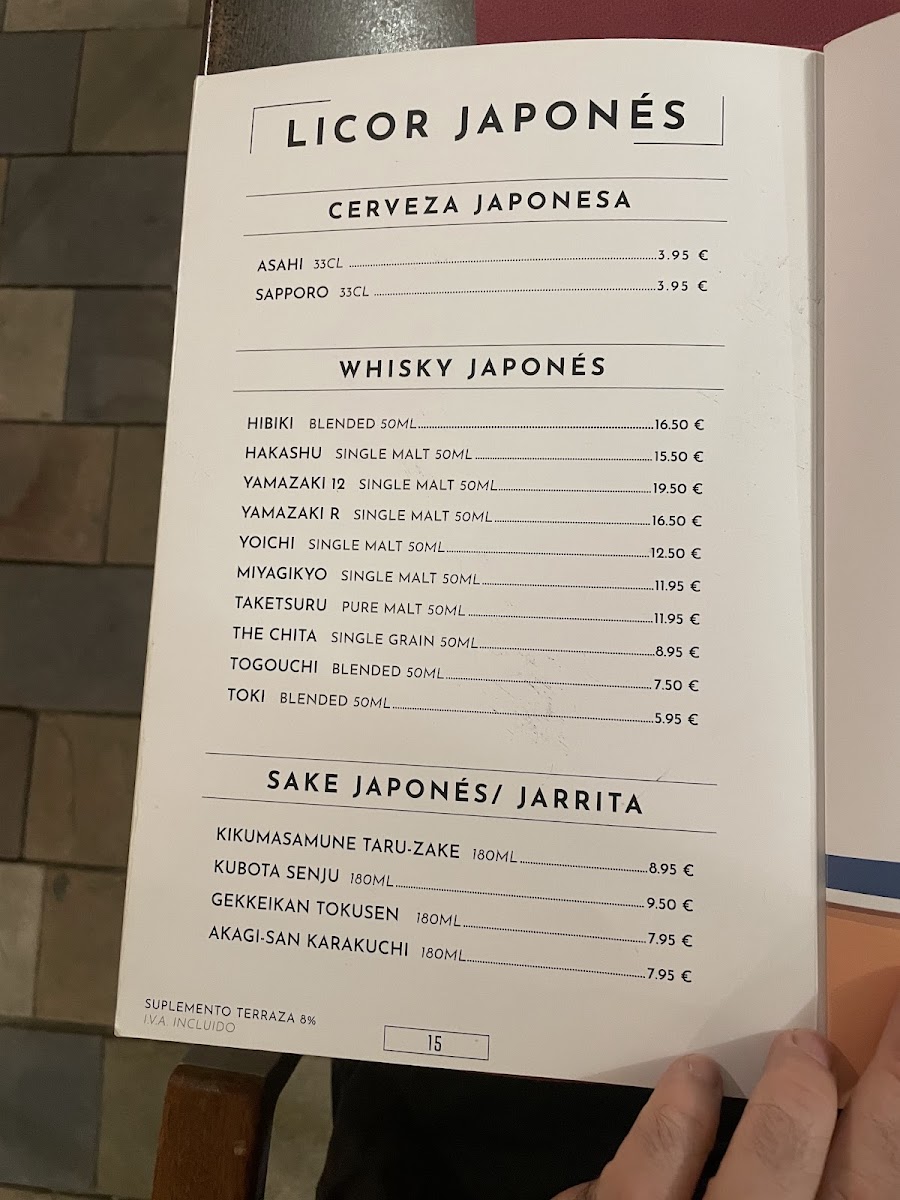 LICOR JAPONÉS
CERVEZA JAPONESA
ASAHI 33CL 3.95 €
SAPPORO 33CL 3.95 €
WHISKY JAPONÉS
HIBIKI BLENDED 50ML 16.50 €
HAKASHU SINGLE MALT 50ML 15.50 €
YAMAZAKI 12 SINGLE MALT 50ML 19.50 €
YAMAZAKI R SINGLE MALT 50ML 16.50 €
YOICHI SINGLE MALT 50ML 12.50 €
MIYAGIKYO SINGLE MALT 50ML 11.95 €
TAKETSURU PURE MALT 50ML 11.95 €
THE CHITA SINGLE GRAIN 50ML 8.95 €
TOGOUCHI BLENDED 50ML 7.50 €
TOKI BLENDED 50ML 5.95 €
SAKE JAPONÉS/ JARRITA
KIKUMASAMUNE TARU-ZAKE 180ML 8.95 €
KUBOTA SENJU 180ML 9.50 €
GEKKEIKAN TOKUSEN 180ML 7.95 €
AKAGI-SAN KARAKUCHI 180ML 7.95 €
SUPLEMENTO TERRAZA 8%
I.V.A. INCLUIDO
15